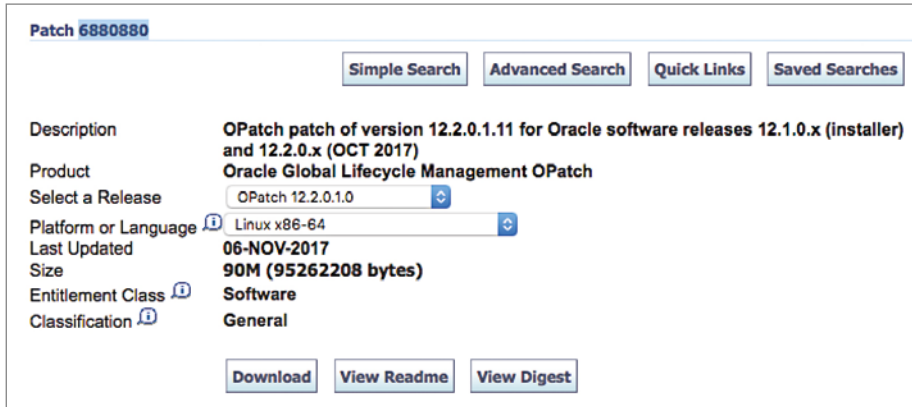 Patch 6880880
Simple Search Advanced Search Quick Links Saved Searches
Description OPatch patch of version 12.2.0.1.11 for Oracle software releases 12.1.0.x (installer)
and 12.2.0.x (OCT 2017)
Product Oracle Global Lifecycle Management OPatch
Select a Release OPatch 12.2.0.1.0
Platform or Language Linux x86-64
Last Updated 06-NOV-2017
Size 90M (95262208 bytes)
Entitlement Class Software
Classification General
Download View Readme View Digest